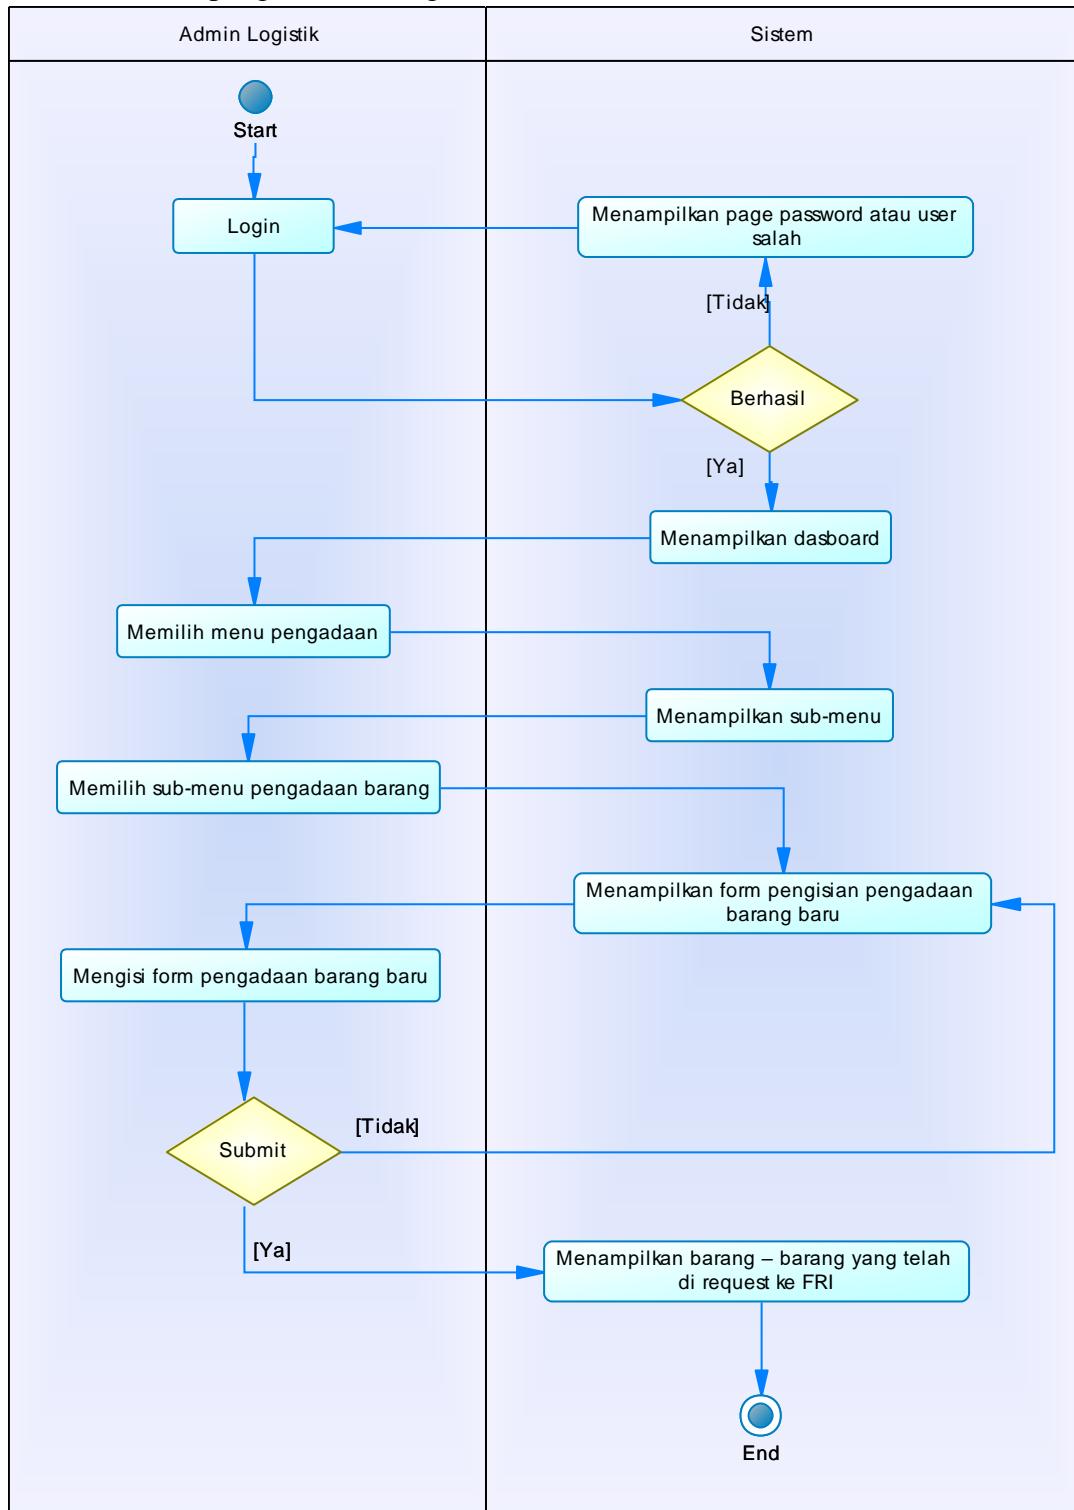 Admin Logistik
Sistem
Start
Login
Menampilkan page password atau user
salah
[Tidak]
Berhasil
[Ya]
Menampilkan dasboard
Memilih menu pengadaan
Menampilkan sub-menu
Memilih sub-menu pengadaan barang
Menampilkan form pengisian pengadaan
barang baru
Mengisi form pengadaan barang baru
[Tidak]
Submit
[Ya]
Menampilkan barang – barang yang telah
di request ke FRI
End